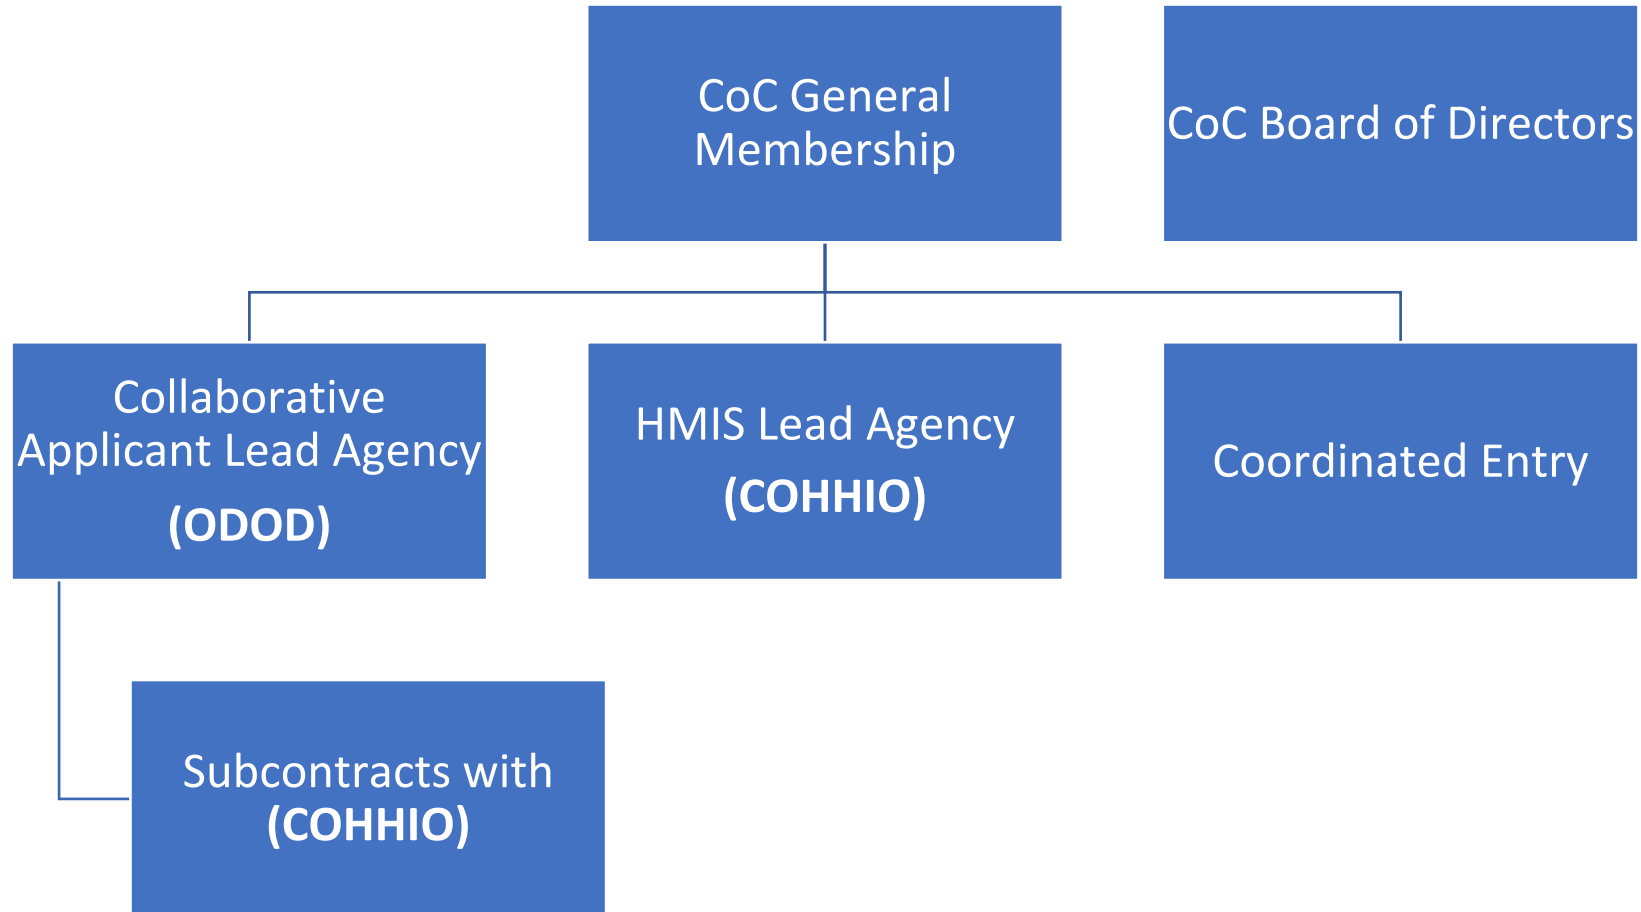 CoC General
Membership
CoC Board of Directors
Collaborative
Applicant Lead Agency
(ODOD)
HMIS Lead Agency
(COHHIO)
Coordinated Entry
Subcontracts with
(COHHIO)